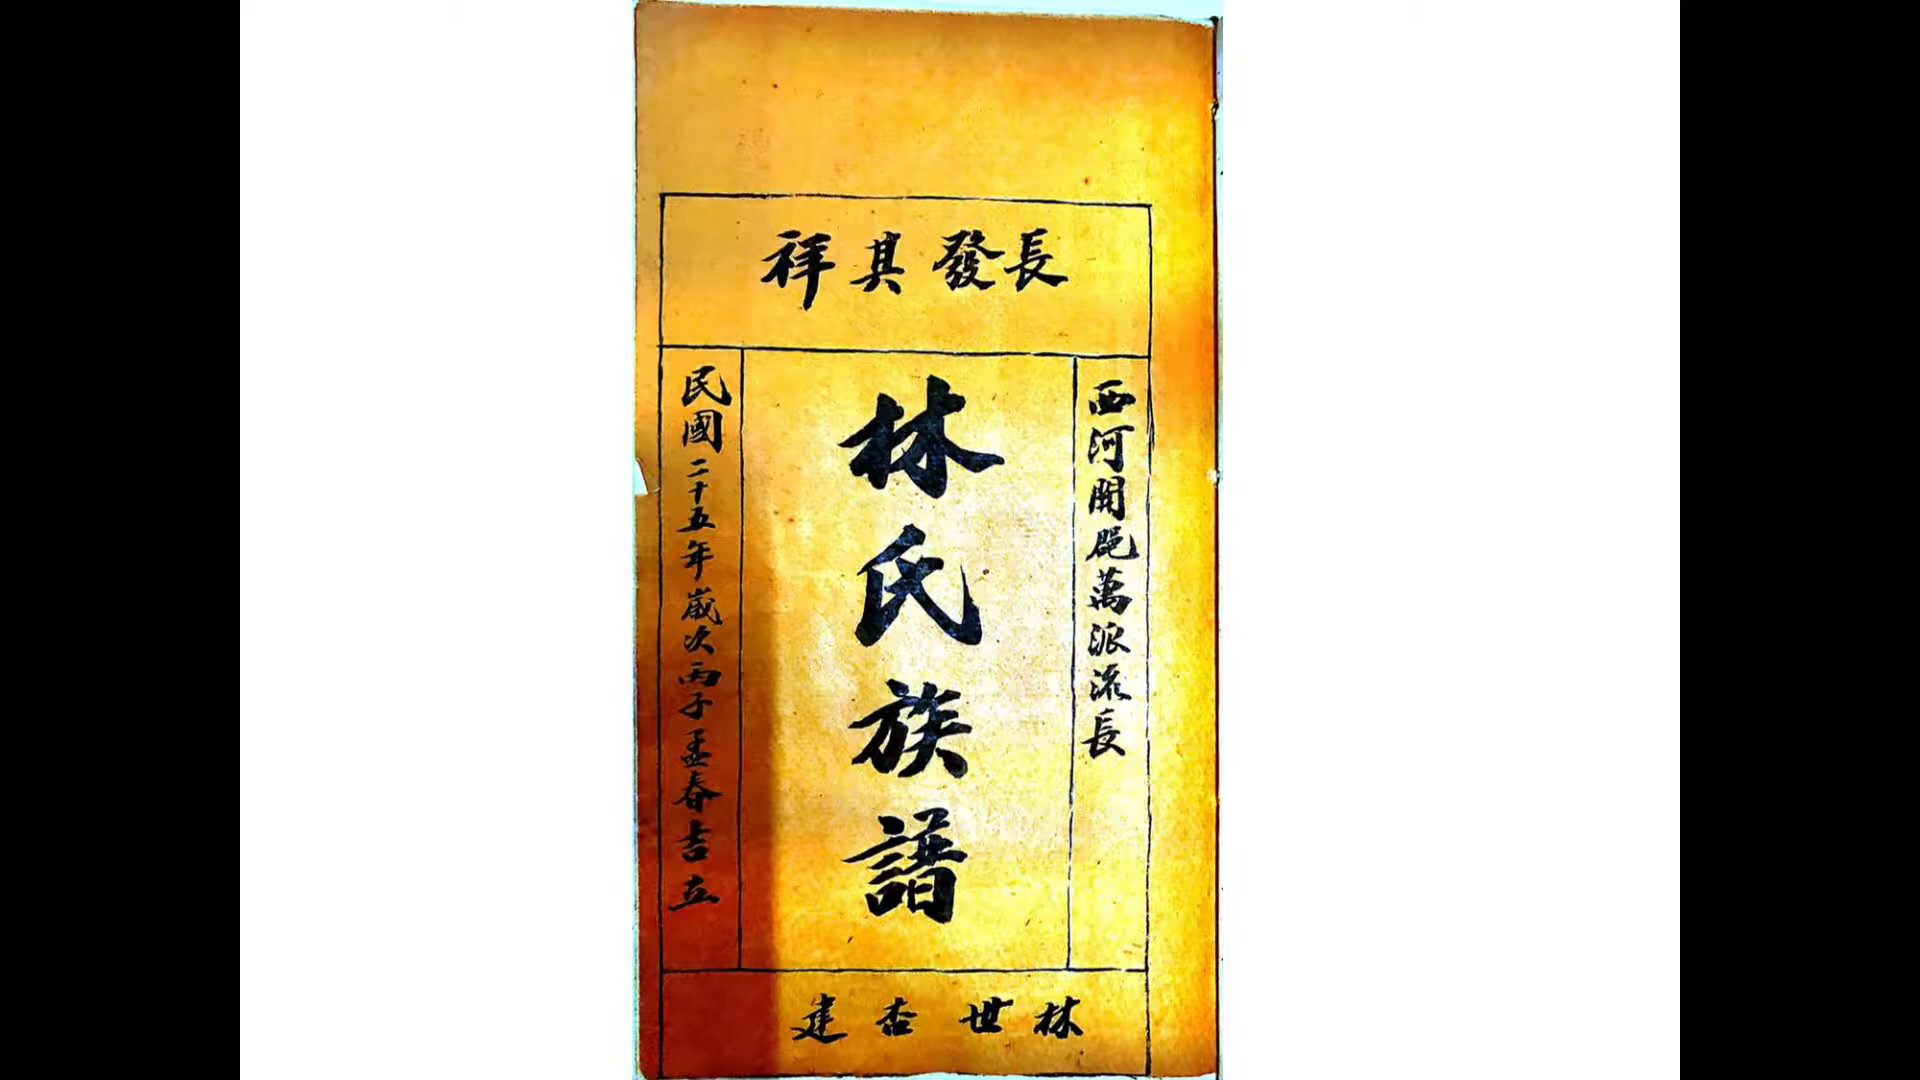 長發其祥
西河開闢萬派流長
林氏族譜
民國二十五年歲次丙子孟春吉立
林世杏建